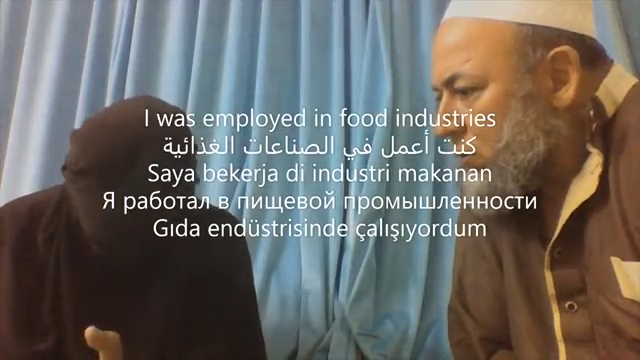 I was employed in food industries
كنت أعمل في الصناعات الغذائية
Saya bekerja di industri makanan
Я работал в пищевой промышленности
Gıda endüstrisinde çalışıyordum